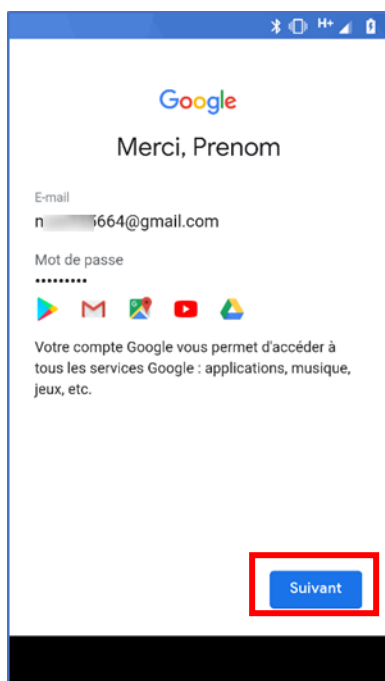 H+
Google
Merci, Prenom
E-mail
n 5664@gmail.com
Mot de passe
•••••••••
Votre compte Google vous permet d'accéder à
tous les services Google : applications, musique,
jeux, etc.
Suivant